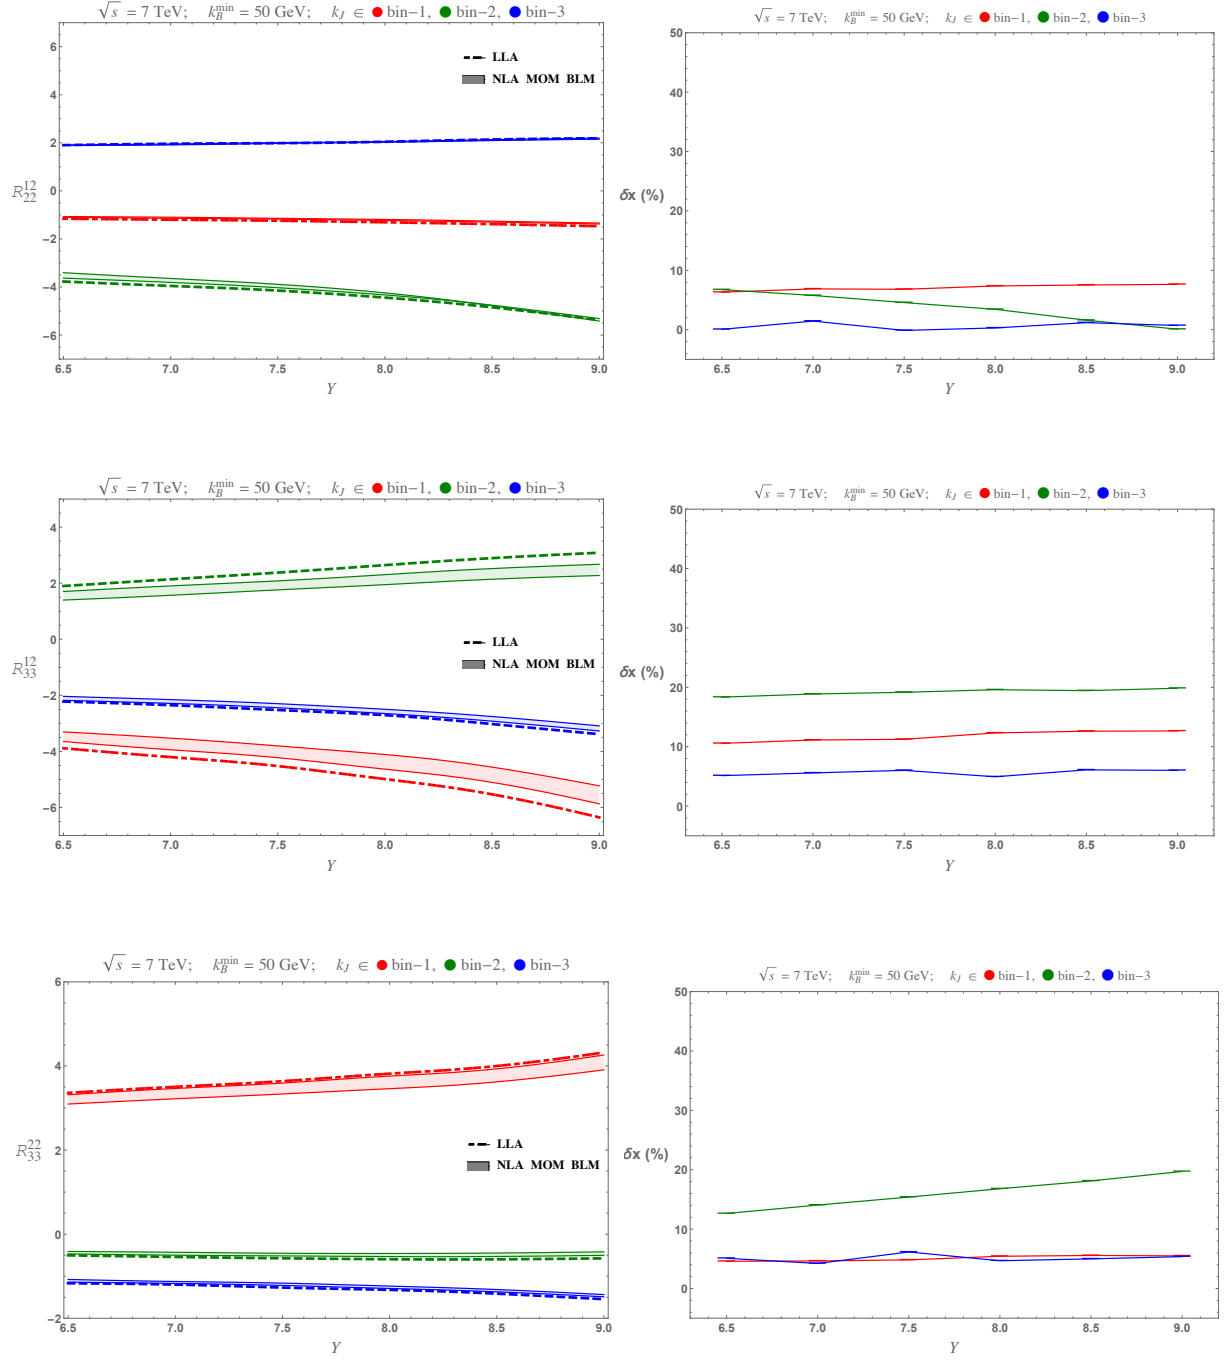 √s = 7 TeV; k_B^min = 50 GeV; k_J ∈ ● bin−1, ● bin−2, ● bin−3
6
4
2
0
−2
−4
−6
R_22^12
LLA
NLA MOM BLM
6.5 7.0 7.5 8.0 8.5 9.0
Y
√s = 7 TeV; k_B^min = 50 GeV; k_J ∈ ● bin−1, ● bin−2, ● bin−3
50
40
30
20
10
0
δx (%)
6.5 7.0 7.5 8.0 8.5 9.0
Y
√s = 7 TeV; k_B^min = 50 GeV; k_J ∈ ● bin−1, ● bin−2, ● bin−3
4
2
0
−2
−4
−6
R_33^12
LLA
NLA MOM BLM
6.5 7.0 7.5 8.0 8.5 9.0
Y
√s = 7 TeV; k_B^min = 50 GeV; k_J ∈ ● bin−1, ● bin−2, ● bin−3
50
40
30
20
10
0
δx (%)
6.5 7.0 7.5 8.0 8.5 9.0
Y
√s = 7 TeV; k_B^min = 50 GeV; k_J ∈ ● bin−1, ● bin−2, ● bin−3
6
4
2
0
−2
R_33^22
LLA
NLA MOM BLM
6.5 7.0 7.5 8.0 8.5 9.0
Y
√s = 7 TeV; k_B^min = 50 GeV; k_J ∈ ● bin−1, ● bin−2, ● bin−3
50
40
30
20
10
0
δx (%)
6.5 7.0 7.5 8.0 8.5 9.0
Y